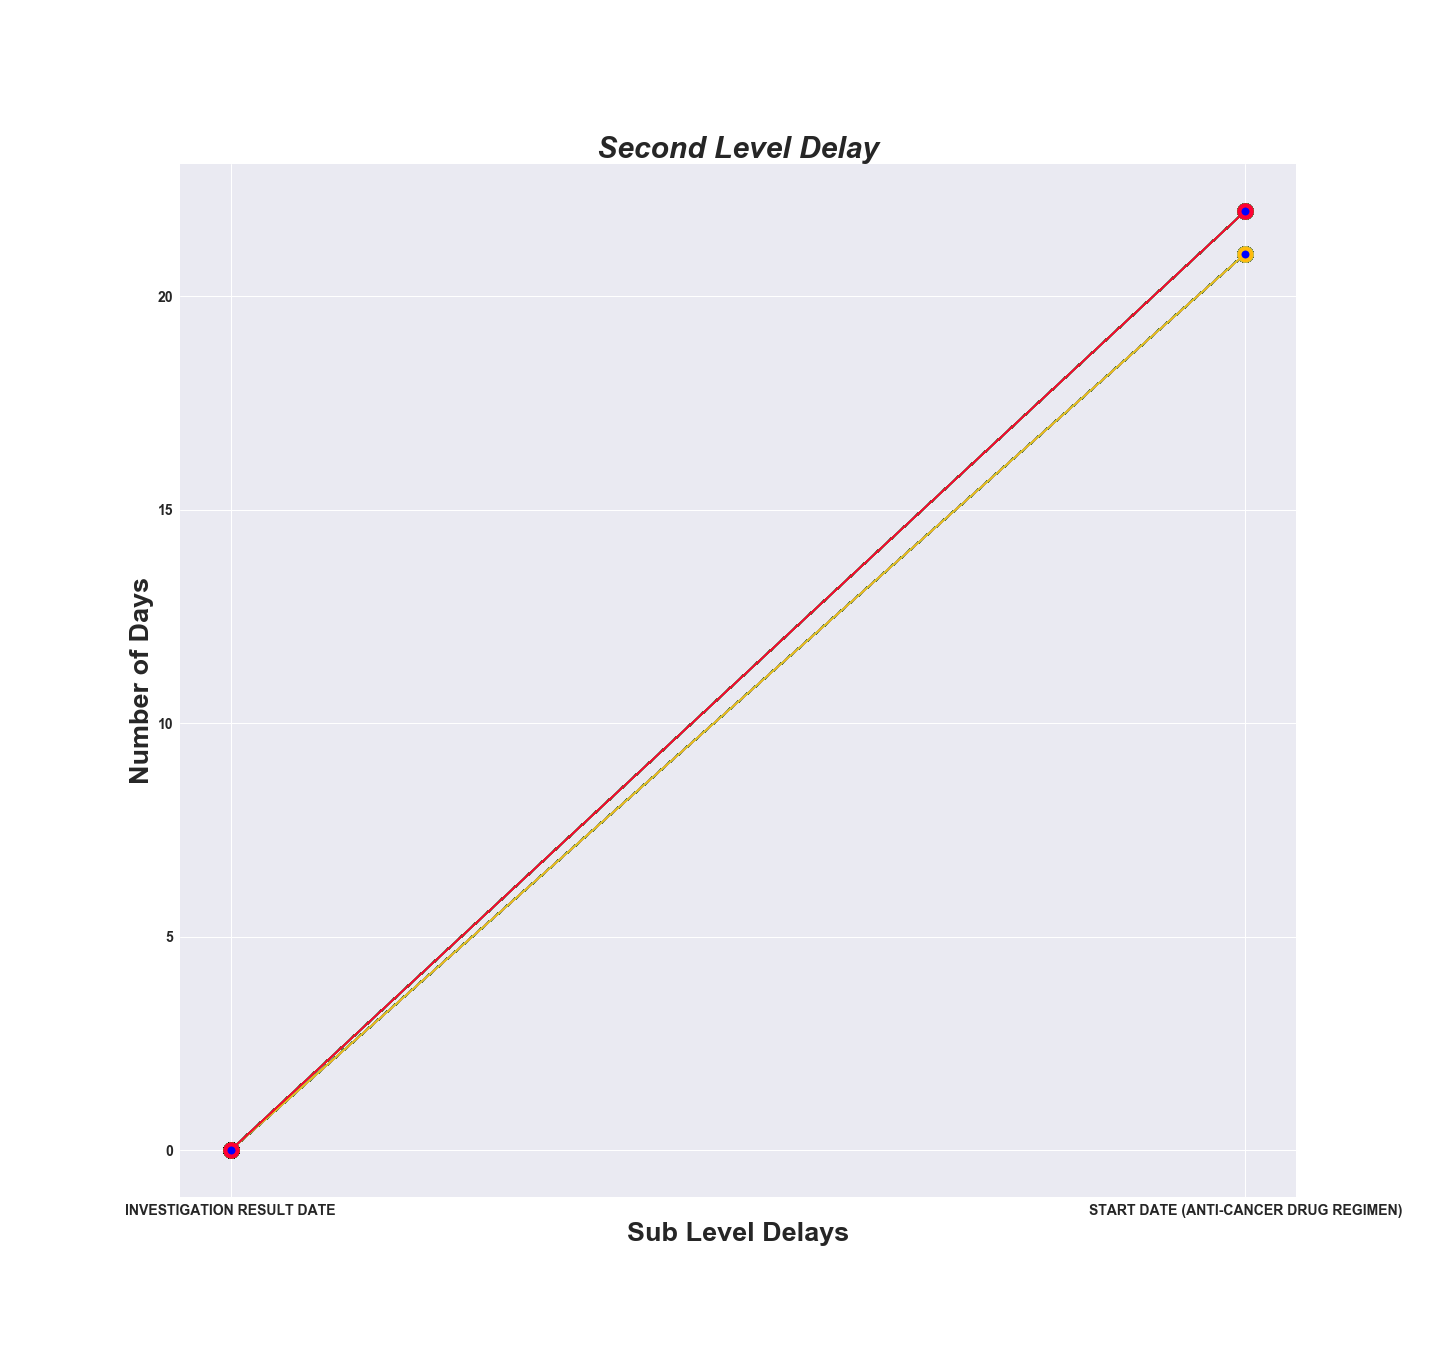 Second Level Delay
20
15
10
5
0
Number of Days
INVESTIGATION RESULT DATE
START DATE (ANTI-CANCER DRUG REGIMEN)
Sub Level Delays